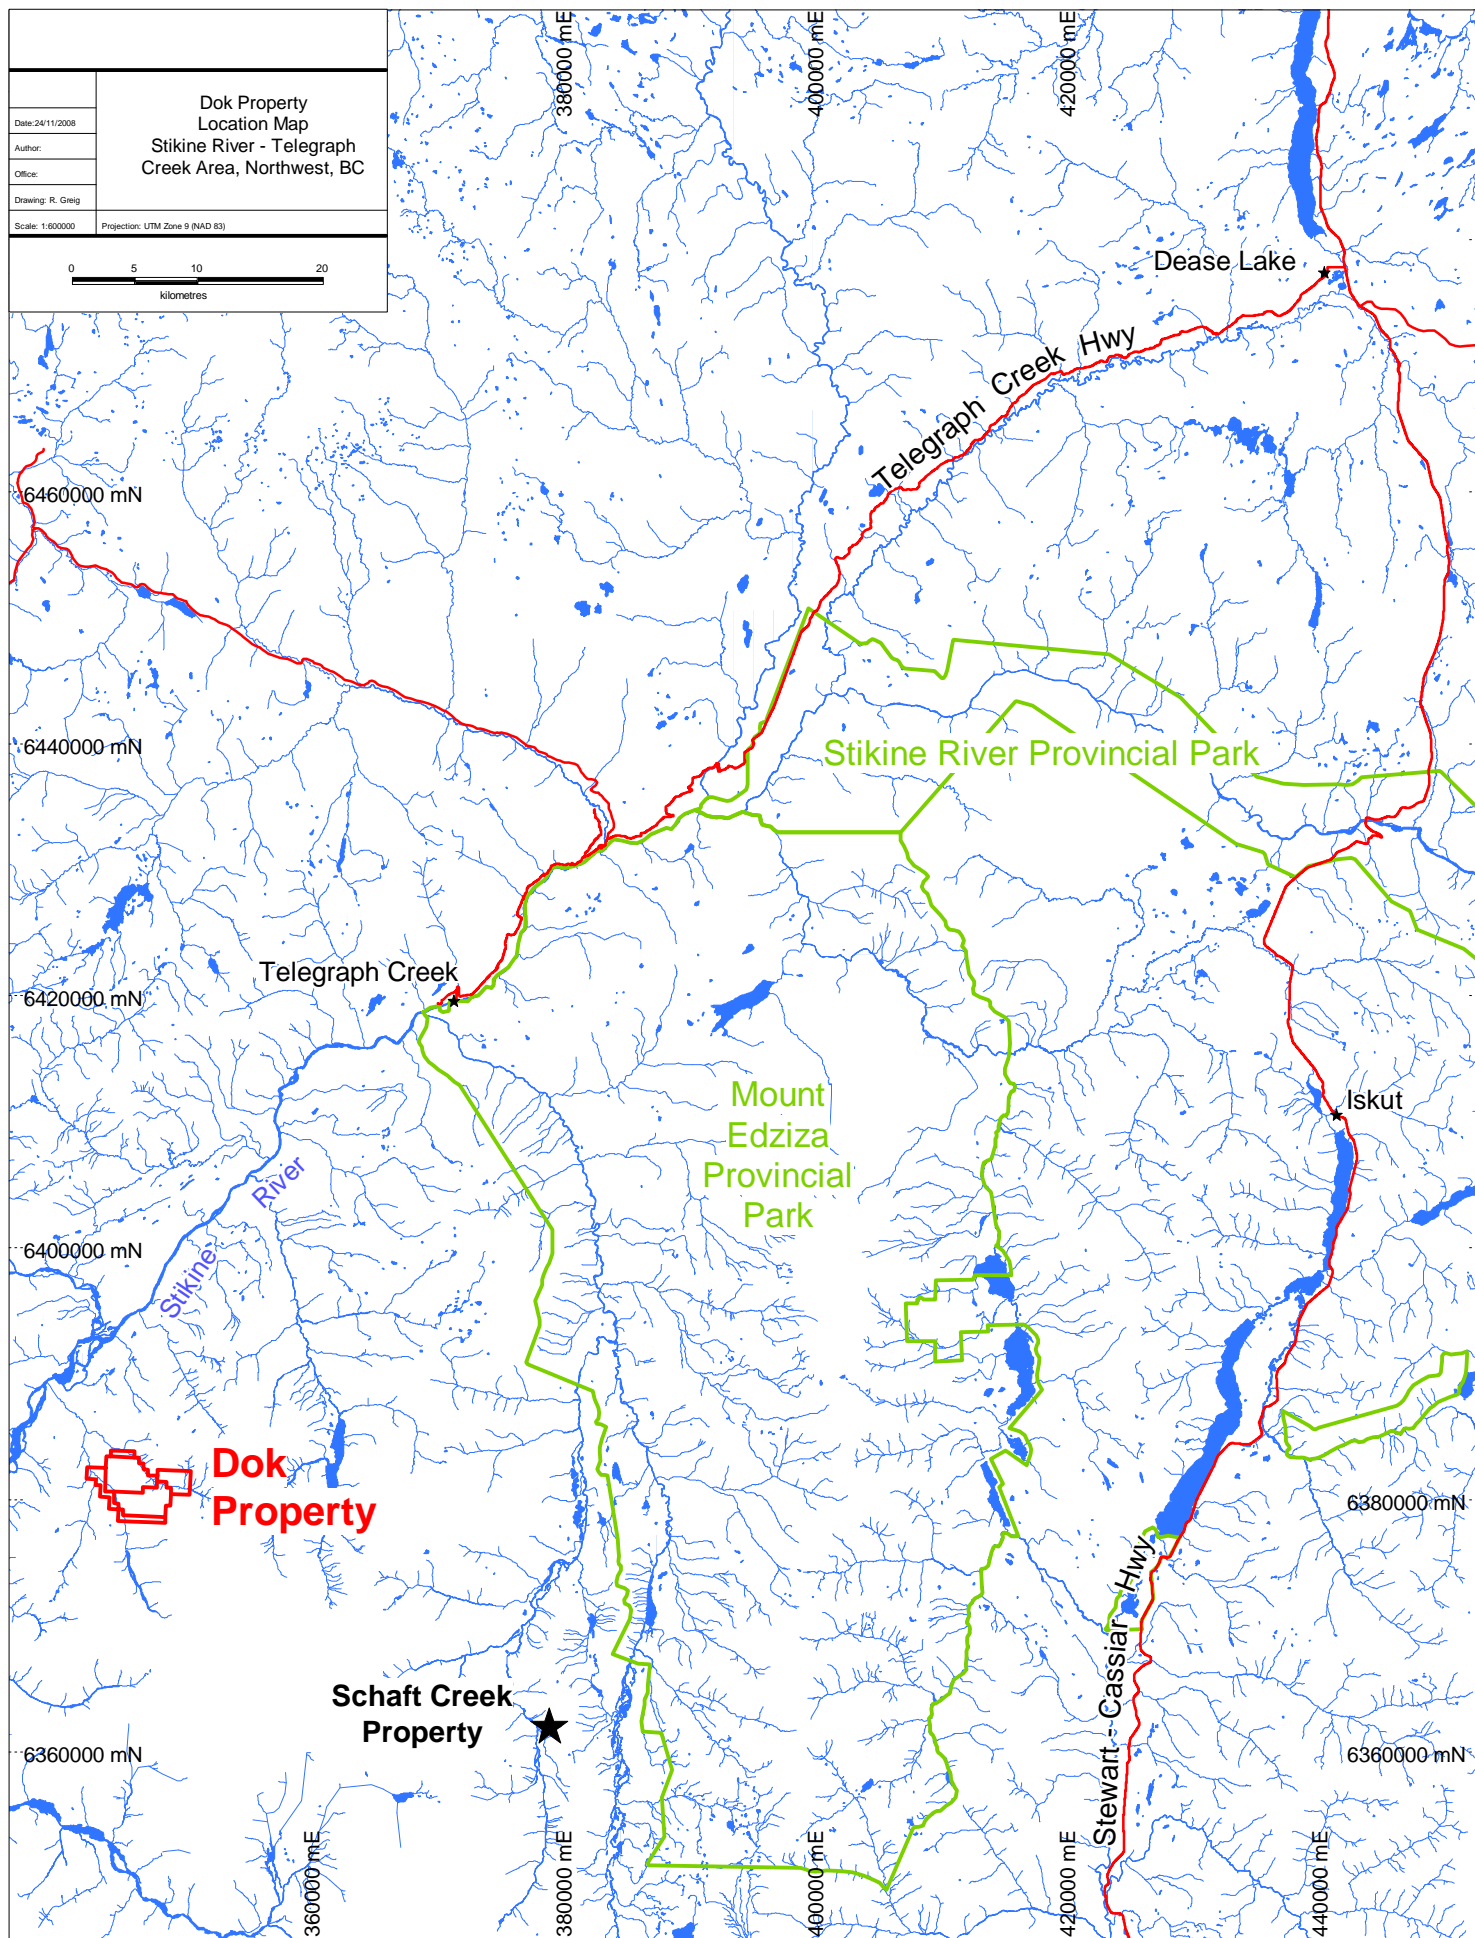 Dok Property
Location Map
Stikine River - Telegraph
Creek Area, Northwest, BC
Date:24/11/2008
Author:
Office:
Drawing: R. Greig
Scale: 1:600000
Projection: UTM Zone 9 (NAD 83)
0 5 10 20
kilometres
380000 mE
400000 mE
420000 mE
Dease Lake
Telegraph Creek Hwy
6460000 mN
6440000 mN
Stikine River Provincial Park
Telegraph Creek
6420000 mN
Mount
Edziza
Provincial
Park
Iskut
Stikine River
6400000 mN
Dok
Property
6380000 mN
Stewart - Cassiar Hwy
Schaft Creek
Property
6360000 mN
6360000 mN
360000 mE
380000 mE
400000 mE
420000 mE
440000 mE